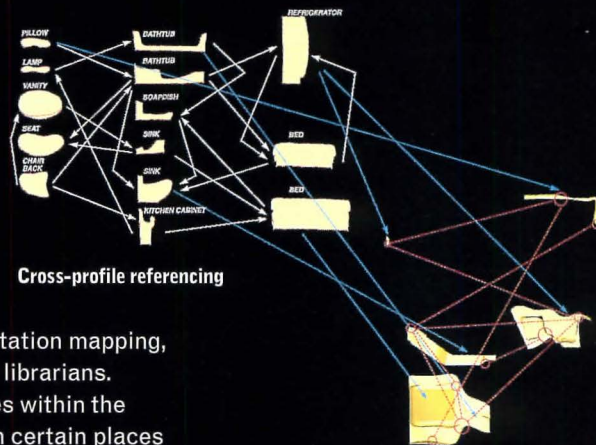 PILLOW
LAMP
VANITY
SEAT
CHAIR
BACK
BATHTUB
BATHTUB
SOAPDISH
SINK
SINK
KITCHEN CABINET
REFRIGERATOR
BED
BED
Cross-profile referencing
tation mapping,
librarians.
es within the
n certain places